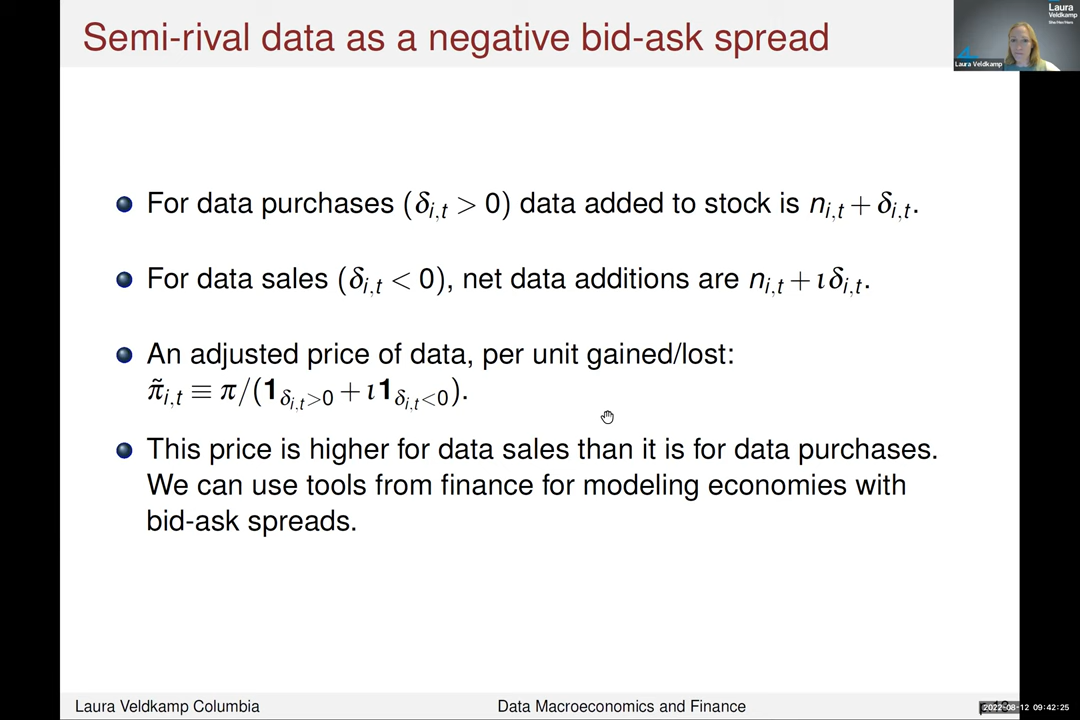 Semi-rival data as a negative bid-ask spread
Laura
Veldkamp
Laura Veldkamp
For data purchases (δ_{i,t} > 0) data added to stock is n_{i,t} + δ_{i,t}.
For data sales (δ_{i,t} < 0), net data additions are n_{i,t} + ιδ_{i,t}.
An adjusted price of data, per unit gained/lost:
π̃_{i,t} ≡ π/(1_{δ_{i,t}>0} + ι1_{δ_{i,t}<0}).
This price is higher for data sales than it is for data purchases.
We can use tools from finance for modeling economies with
bid-ask spreads.
Laura Veldkamp Columbia
Data Macroeconomics and Finance
2022-08-12 09:42:25